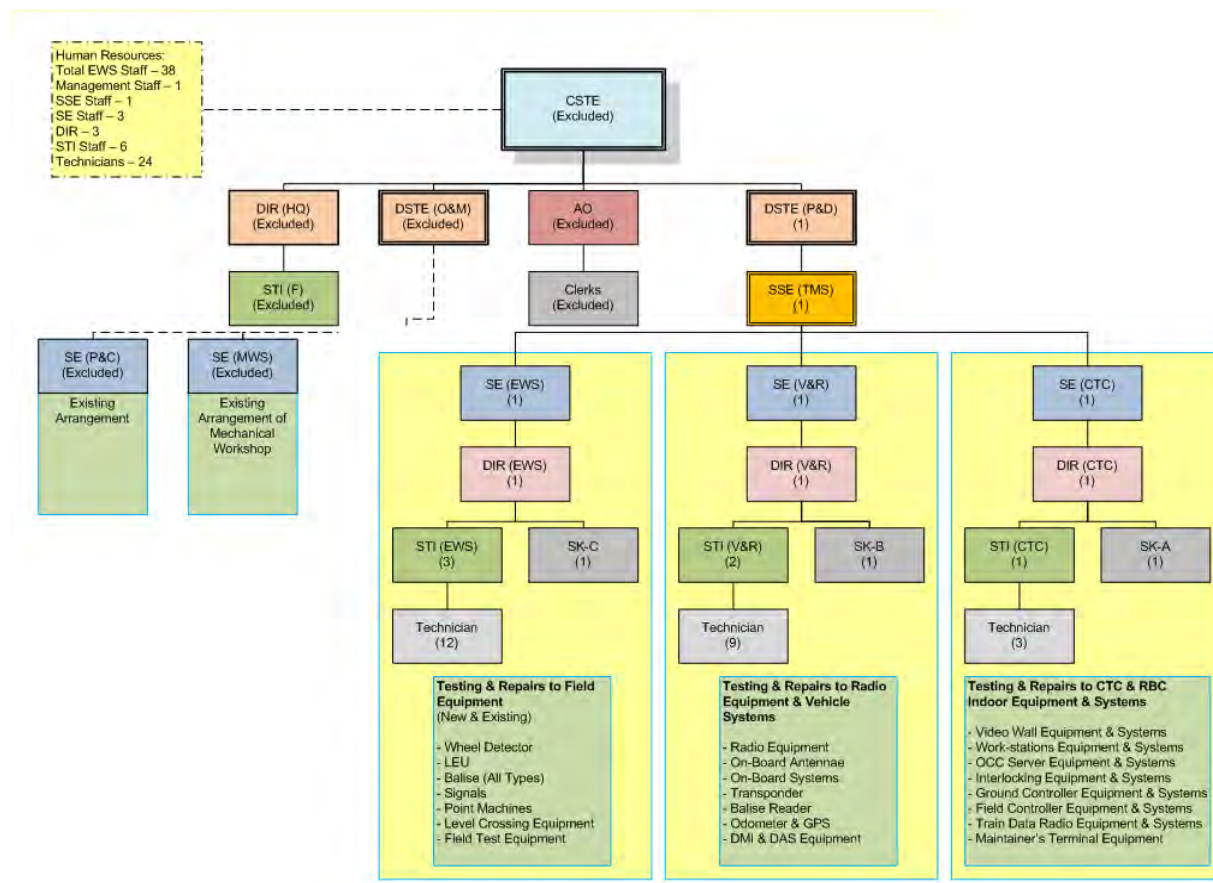 Human Resources:
Total EWS Staff – 38
Management Staff – 1
SSE Staff – 1
SE Staff – 3
DIR – 3
STI Staff – 6
Technicians – 24
CSTE
(Excluded)
DIR (HQ)
(Excluded)
DSTE (O&M)
(Excluded)
AO
(Excluded)
DSTE (P&D)
(1)
STI (F)
(Excluded)
Clerks
(Excluded)
SSE (TMS)
(1)
SE (P&C)
(Excluded)
Existing
Arrangement
SE (MWS)
(Excluded)
Existing
Arrangement of
Mechanical
Workshop
SE (EWS)
(1)
DIR (EWS)
(1)
STI (EWS)
(3)
SK-C
(1)
Technician
(12)
Testing & Repairs to Field
Equipment
(New & Existing)
- Wheel Detector
- LEU
- Balise (All Types)
- Signals
- Point Machines
- Level Crossing Equipment
- Field Test Equipment
SE (V&R)
(1)
DIR (V&R)
(1)
STI (V&R)
(2)
SK-B
(1)
Technician
(9)
Testing & Repairs to Radio
Equipment & Vehicle
Systems
- Radio Equipment
- On-Board Antennae
- On-Board Systems
- Transponder
- Balise Reader
- Odometer & GPS
- DMI & DAS Equipment
SE (CTC)
(1)
DIR (CTC)
(1)
STI (CTC)
(1)
SK-A
(1)
Technician
(3)
Testing & Repairs to CTC & RBC
Indoor Equipment & Systems
- Video Wall Equipment & Systems
- Work-stations Equipment & Systems
- OCC Server Equipment & Systems
- Interlocking Equipment & Systems
- Ground Controller Equipment & Systems
- Field Controller Equipment & Systems
- Train Data Radio Equipment & Systems
- Maintainer's Terminal Equipment